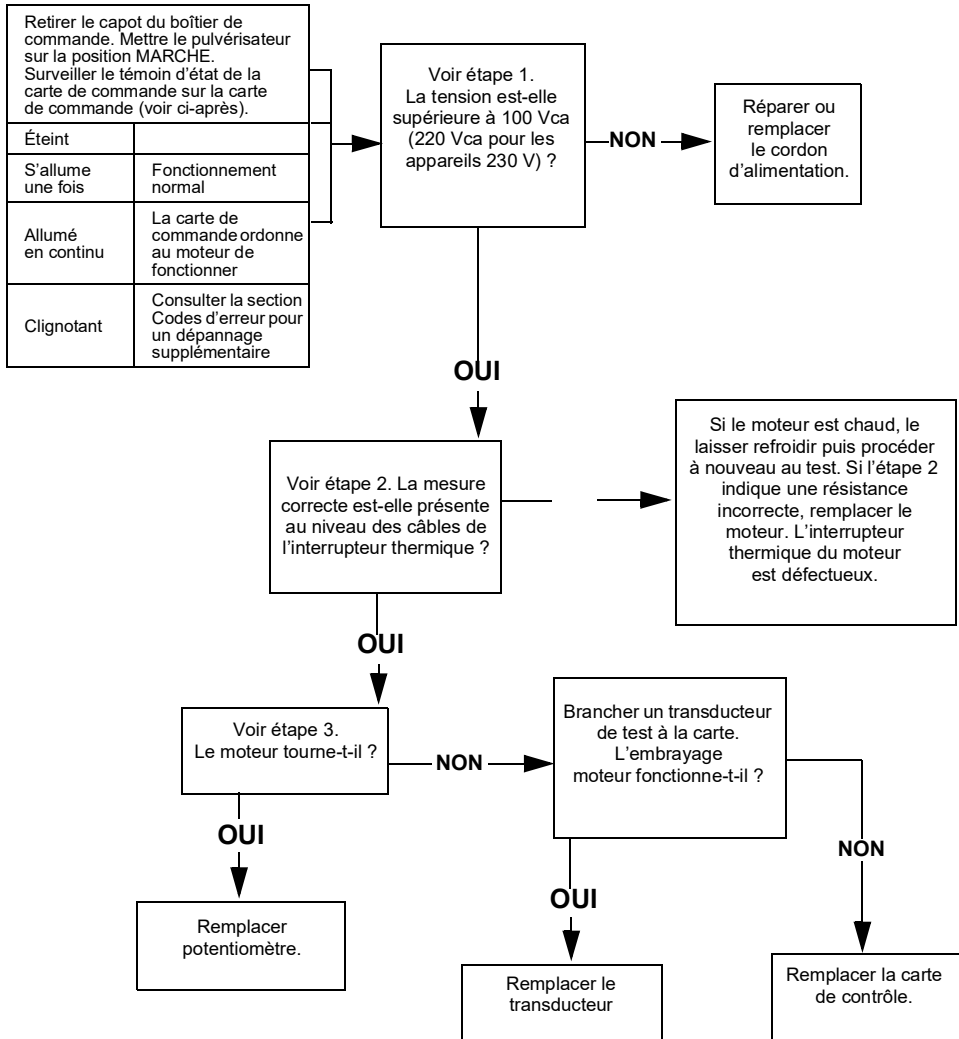 Retirer le capot du boîtier de
commande. Mettre le pulvérisateur
sur la position MARCHE.
Surveiller le témoin d'état de la
carte de commande sur la carte
de commande (voir ci-après).
Éteint
S'allume
une fois
Fonctionnement
normal
Allumé
en continu
La carte de
commande ordonne
au moteur de
fonctionner
Clignotant
Consulter la section
Codes d'erreur pour
un dépannage
supplémentaire
Voir étape 1.
La tension est-elle
supérieure à 100 Vca
(220 Vca pour les
appareils 230 V) ?
NON
Réparer ou
remplacer
le cordon
d'alimentation.
OUI
Voir étape 2. La mesure
correcte est-elle présente
au niveau des câbles de
l'interrupteur thermique ?
Si le moteur est chaud, le
laisser refroidir puis procéder
à nouveau au test. Si l'étape 2
indique une résistance
incorrecte, remplacer le
moteur. L'interrupteur
thermique du moteur
est défectueux.
OUI
Voir étape 3.
Le moteur tourne-t-il ?
NON
Brancher un transducteur
de test à la carte.
L'embrayage
moteur fonctionne-t-il ?
OUI
Remplacer
potentiomètre.
OUI
Remplacer le
transducteur
NON
Remplacer la carte
de contrôle.